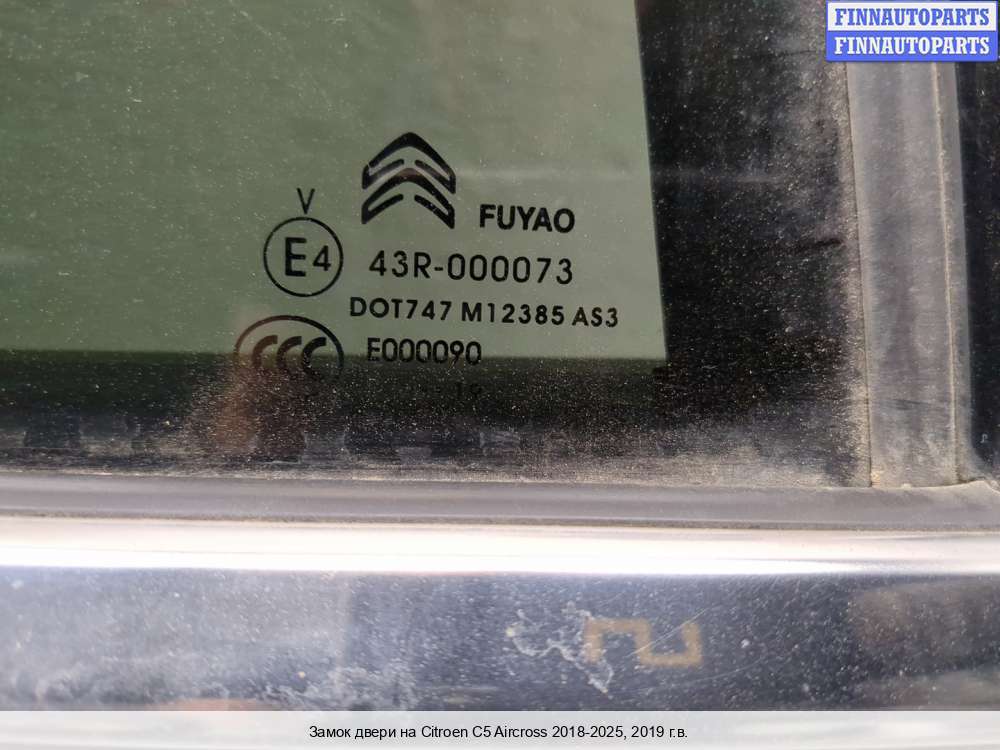 FINNAUTOPARTS
FINNAUTOPARTS
FUYAO
V
E4
43R-000073
DOT747 M12385 AS3
CCC
E000090
19
Замок двери на Citroen C5 Aircross 2018-2025, 2019 г.в.